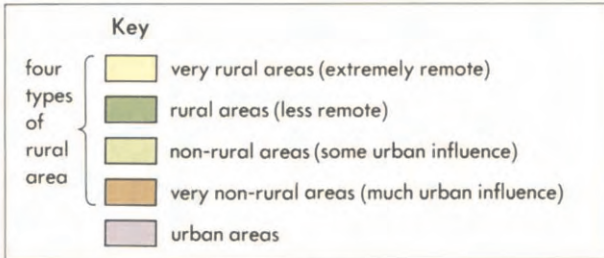 Key
four
types
of
rural
area
very rural areas (extremely remote)
rural areas (less remote)
non-rural areas (some urban influence)
very non-rural areas (much urban influence)
urban areas